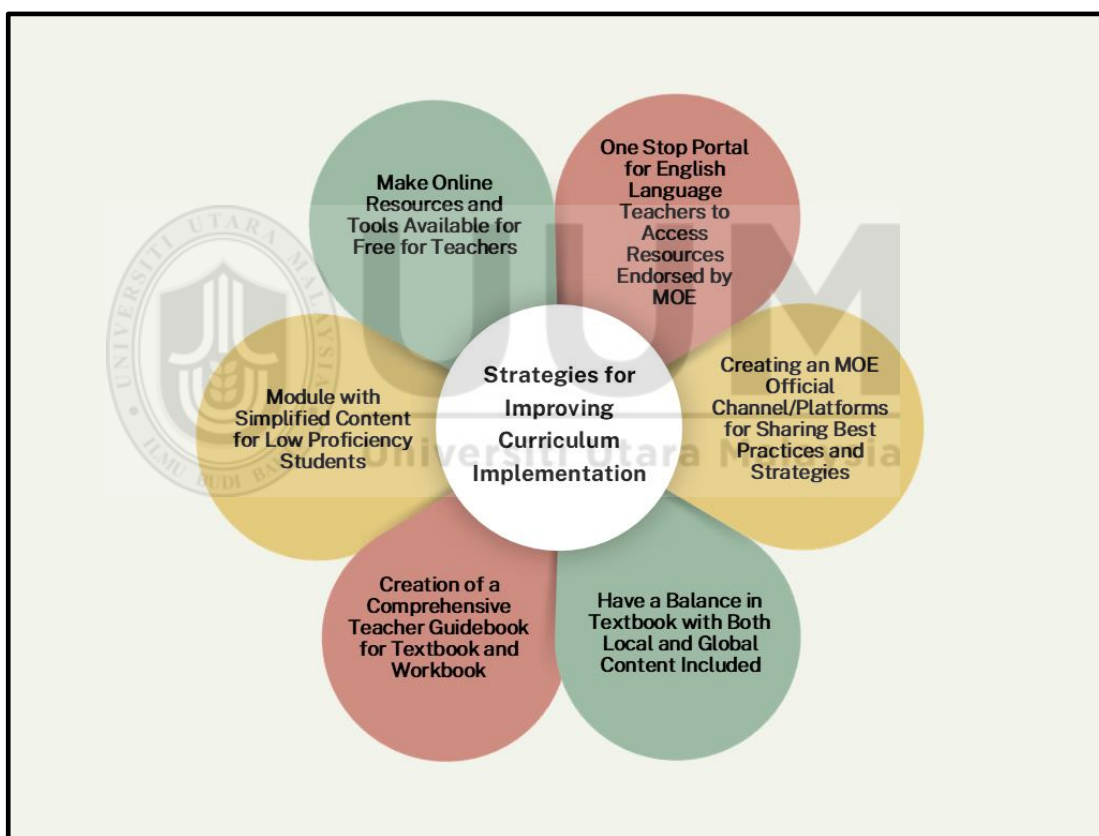 Make Online
Resources and
Tools Available for
Free for Teachers
One Stop Portal
for English
Language
Teachers to
Access
Resources
Endorsed by
MOE
Module with
Simplified Content
for Low Proficiency
Students
Strategies for
Improving
Curriculum
Implementation
Creating an MOE
Official
Channel/Platforms
for Sharing Best
Practices and
Strategies
Creation of a
Comprehensive
Teacher Guidebook
for Textbook and
Workbook
Have a Balance in
Textbook with Both
Local and Global
Content Included
UUM
Universiti Utara Malaysia
UNIVERSITI UTARA MALAYSIA
ILMU BUDI